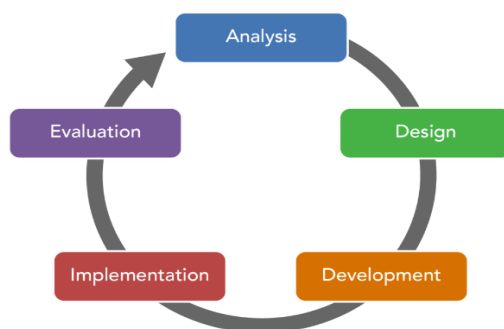 Analysis
Design
Development
Implementation
Evaluation